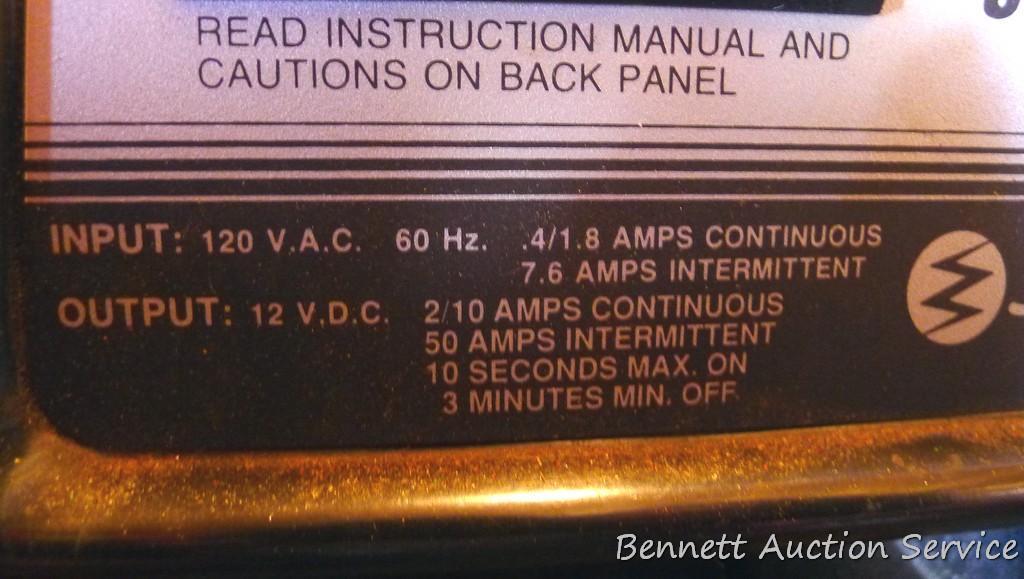 READ INSTRUCTION MANUAL AND
CAUTIONS ON BACK PANEL
INPUT: 120 V.A.C. 60 Hz. .4/1.8 AMPS CONTINUOUS
7.6 AMPS INTERMITTENT
OUTPUT: 12 V.D.C. 2/10 AMPS CONTINUOUS
50 AMPS INTERMITTENT
10 SECONDS MAX. ON
3 MINUTES MIN. OFF
Bennett Auction Service